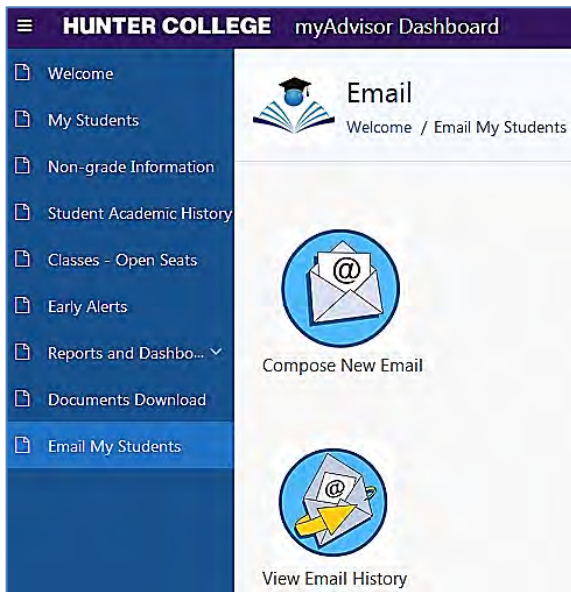 HUNTER COLLEGE myAdvisor Dashboard
Welcome
My Students
Non-grade Information
Student Academic History
Classes - Open Seats
Early Alerts
Reports and Dashbo...
Documents Download
Email My Students
Email
Welcome / Email My Students
@
Compose New Email
@
View Email History